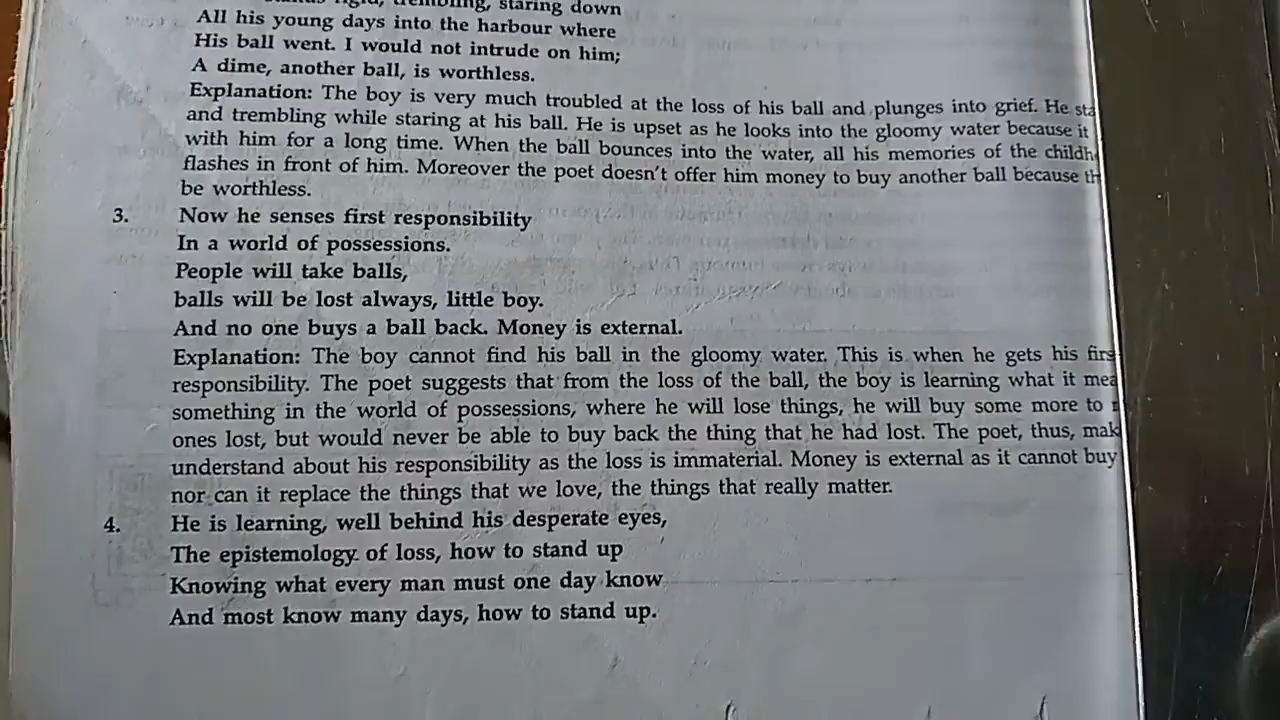 trembling, staring down
All his young days into the harbour where
His ball went. I would not intrude on him;
A dime, another ball, is worthless.
Explanation: The boy is very much troubled at the loss of his ball and plunges into grief. He
and trembling while staring at his ball. He is upset as he looks into the gloomy water because it
with him for a long time. When the ball bounces into the water, all his memories of the
flashes in front of him. Moreover the poet doesn't offer him money to buy another ball because
be worthless.
3. Now he senses first responsibility
In a world of possessions.
People will take balls,
balls will be lost always, little boy.
And no one buys a ball back. Money is external.
Explanation: The boy cannot find his ball in the gloomy water. This is when he gets his
responsibility. The poet suggests that from the loss of the ball, the boy is learning what it
something in the world of possessions, where he will lose things, he will buy some more to
ones lost, but would never be able to buy back the thing that he had lost. The poet, thus,
understand about his responsibility as the loss is immaterial. Money is external as it cannot buy
nor can it replace the things that we love, the things that really matter.
4. He is learning, well behind his desperate eyes,
The epistemology of loss, how to stand up
Knowing what every man must one day know
And most know many days, how to stand up.